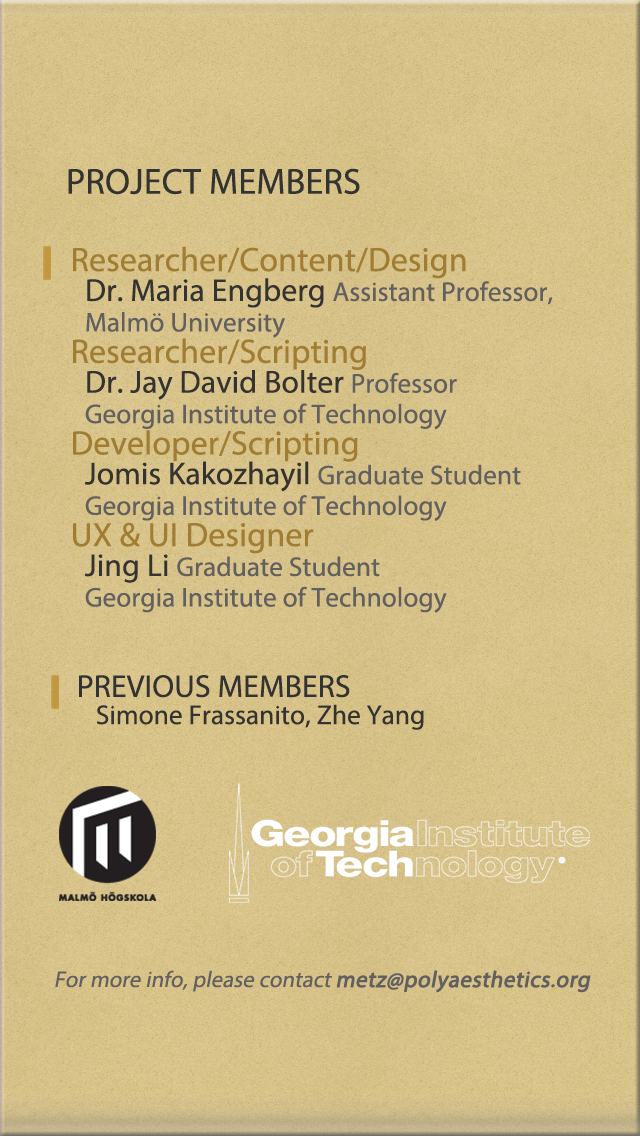 PROJECT MEMBERS
Researcher/Content/Design
Dr. Maria Engberg Assistant Professor,
Malmö University
Researcher/Scripting
Dr. Jay David Bolter Professor
Georgia Institute of Technology
Developer/Scripting
Jomis Kakozhayil Graduate Student
Georgia Institute of Technology
UX & UI Designer
Jing Li Graduate Student
Georgia Institute of Technology
PREVIOUS MEMBERS
Simone Frassanito, Zhe Yang
MALMÖ HÖGSKOLA
Georgia Institute
of Technology
For more info, please contact metz@polyaesthetics.org